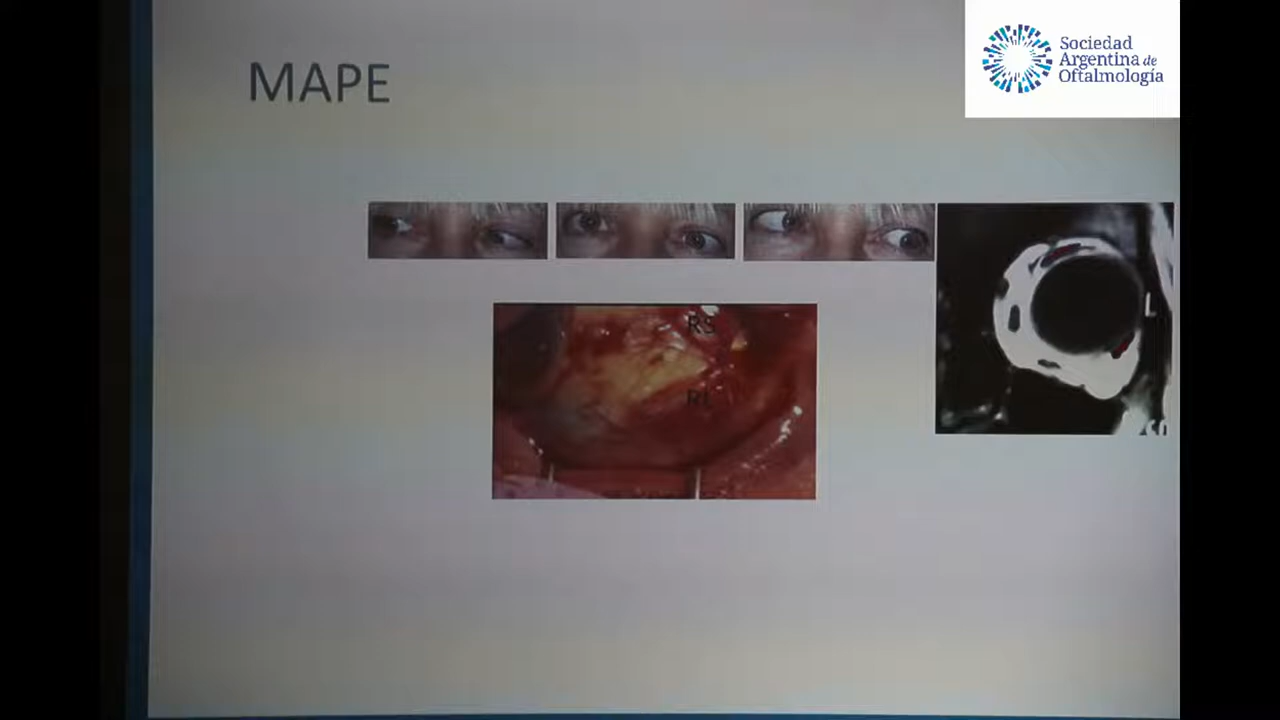 MAPE
Sociedad
Argentina de
Oftalmología
RS
RL
L